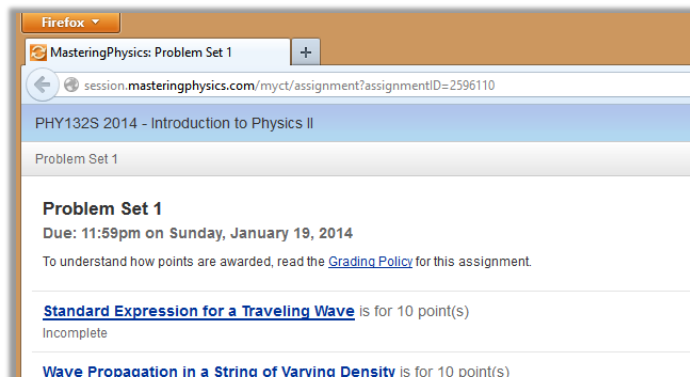 Firefox
MasteringPhysics: Problem Set 1
session.masteringphysics.com/myct/assignment?assignmentID=2596110
PHY132S 2014 - Introduction to Physics II
Problem Set 1
Problem Set 1
Due: 11:59pm on Sunday, January 19, 2014
To understand how points are awarded, read the Grading Policy for this assignment.
Standard Expression for a Traveling Wave is for 10 point(s)
Incomplete
Wave Propagation in a String of Varying Density is for 10 point(s)